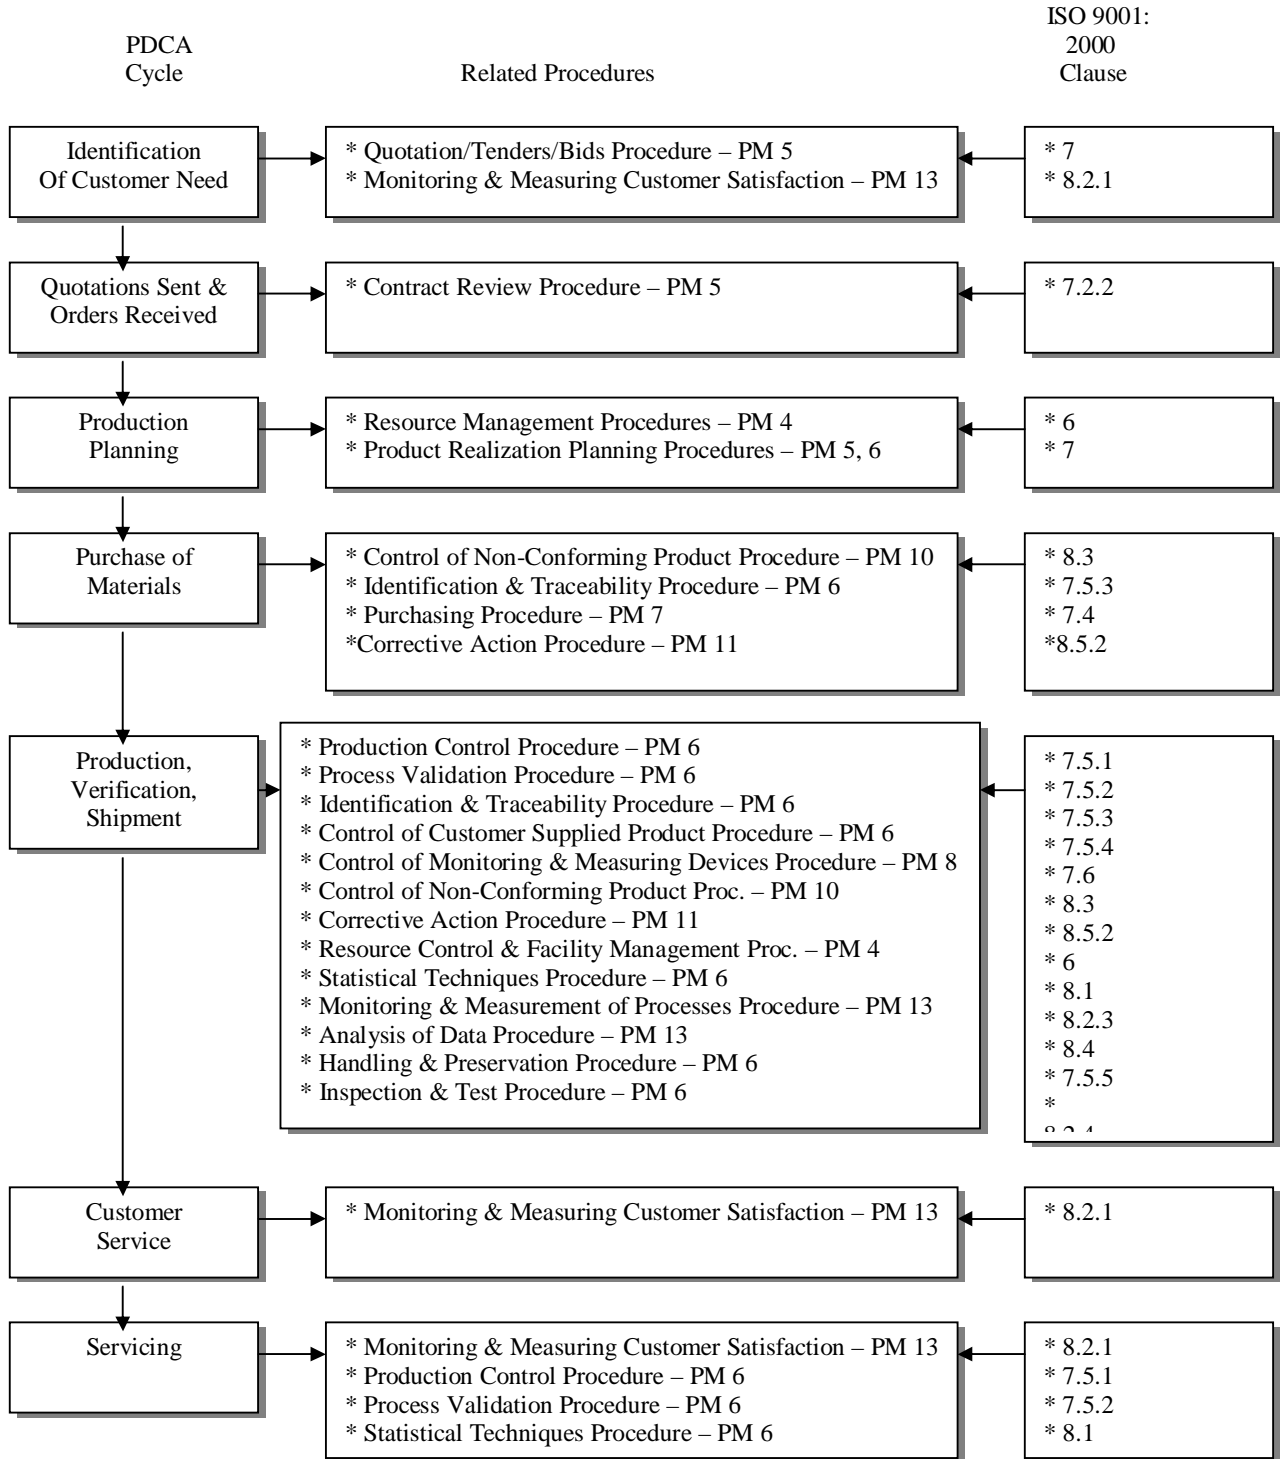 PDCA
Cycle
Related Procedures
ISO 9001:
2000
Clause
Identification
Of Customer Need
* Quotation/Tenders/Bids Procedure – PM 5
* Monitoring & Measuring Customer Satisfaction – PM 13
* 7
* 8.2.1
Quotations Sent &
Orders Received
* Contract Review Procedure – PM 5
* 7.2.2
Production
Planning
* Resource Management Procedures – PM 4
* Product Realization Planning Procedures – PM 5, 6
* 6
* 7
Purchase of
Materials
* Control of Non-Conforming Product Procedure – PM 10
* Identification & Traceability Procedure – PM 6
* Purchasing Procedure – PM 7
*Corrective Action Procedure – PM 11
* 8.3
* 7.5.3
* 7.4
*8.5.2
Production,
Verification,
Shipment
* Production Control Procedure – PM 6
* Process Validation Procedure – PM 6
* Identification & Traceability Procedure – PM 6
* Control of Customer Supplied Product Procedure – PM 6
* Control of Monitoring & Measuring Devices Procedure – PM 8
* Control of Non-Conforming Product Proc. – PM 10
* Corrective Action Procedure – PM 11
* Resource Control & Facility Management Proc. – PM 4
* Statistical Techniques Procedure – PM 6
* Monitoring & Measurement of Processes Procedure – PM 13
* Analysis of Data Procedure – PM 13
* Handling & Preservation Procedure – PM 6
* Inspection & Test Procedure – PM 6
* 7.5.1
* 7.5.2
* 7.5.3
* 7.5.4
* 7.6
* 8.3
* 8.5.2
* 6
* 8.1
* 8.2.3
* 8.4
* 7.5.5
*
Customer
Service
* Monitoring & Measuring Customer Satisfaction – PM 13
* 8.2.1
Servicing
* Monitoring & Measuring Customer Satisfaction – PM 13
* Production Control Procedure – PM 6
* Process Validation Procedure – PM 6
* Statistical Techniques Procedure – PM 6
* 8.2.1
* 7.5.1
* 7.5.2
* 8.1